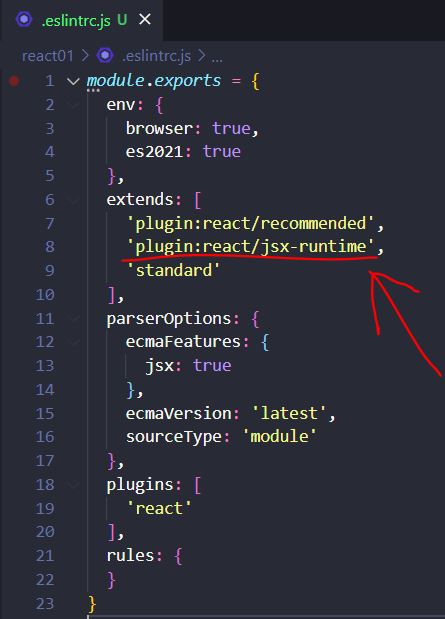 .eslintrc.js U ×
react01 > .eslintrc.js > ...
1 module.exports = {
2 env: {
3 browser: true,
4 es2021: true
5 },
6 extends: [
7 'plugin:react/recommended',
8 'plugin:react/jsx-runtime',
9 'standard'
10 ],
11 parserOptions: {
12 ecmaFeatures: {
13 jsx: true
14 },
15 ecmaVersion: 'latest',
16 sourceType: 'module'
17 },
18 plugins: [
19 'react'
20 ],
21 rules: {
22 }
23 }